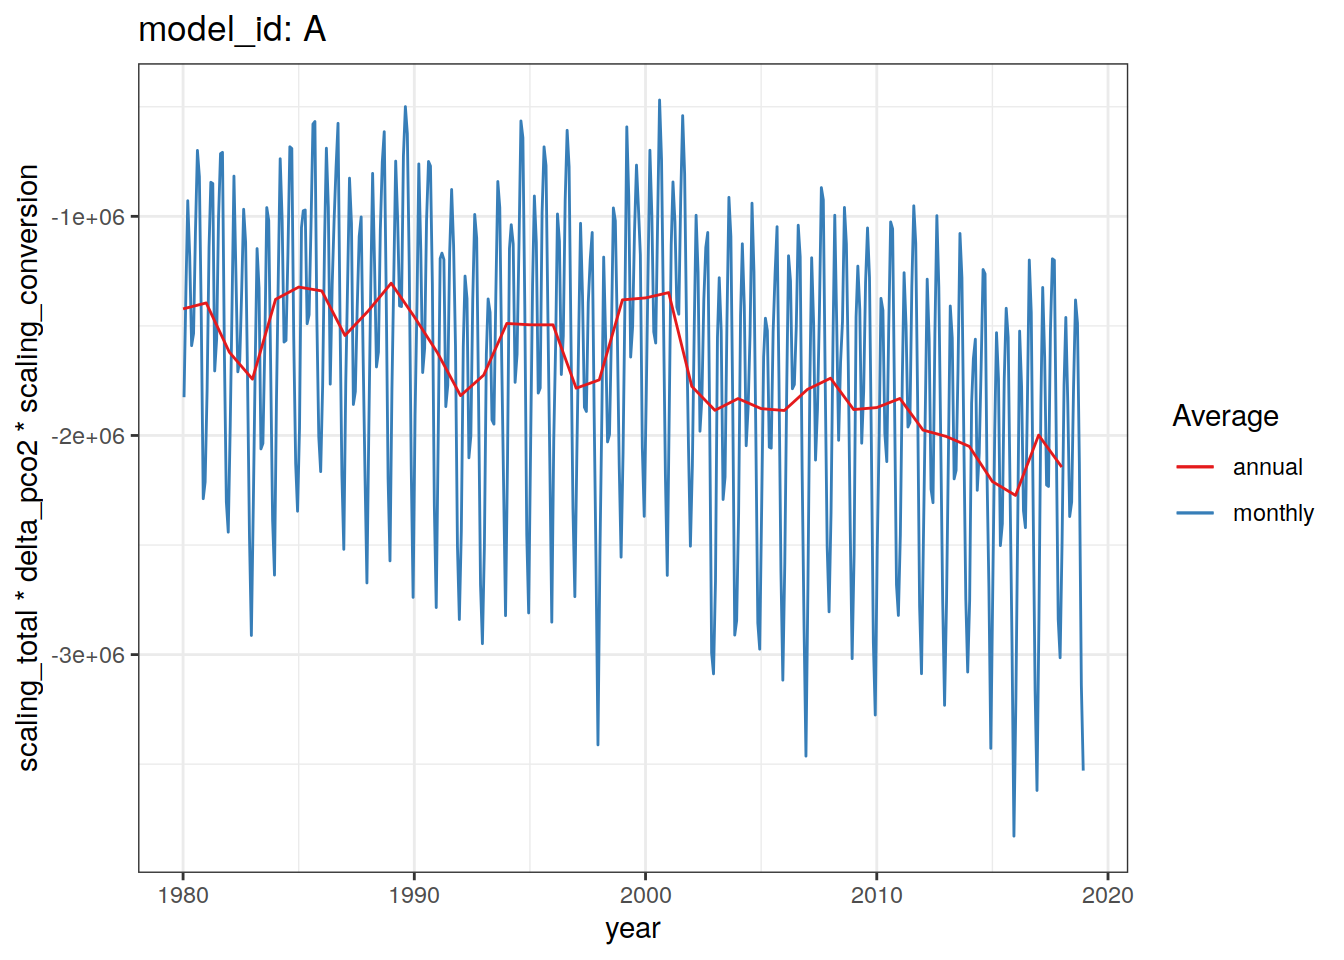 model_id: A
scaling_total * delta_pco2 * scaling_conversion
-1e+06
-2e+06
-3e+06
1980
1990
2000
2010
2020
year
Average
annual
monthly